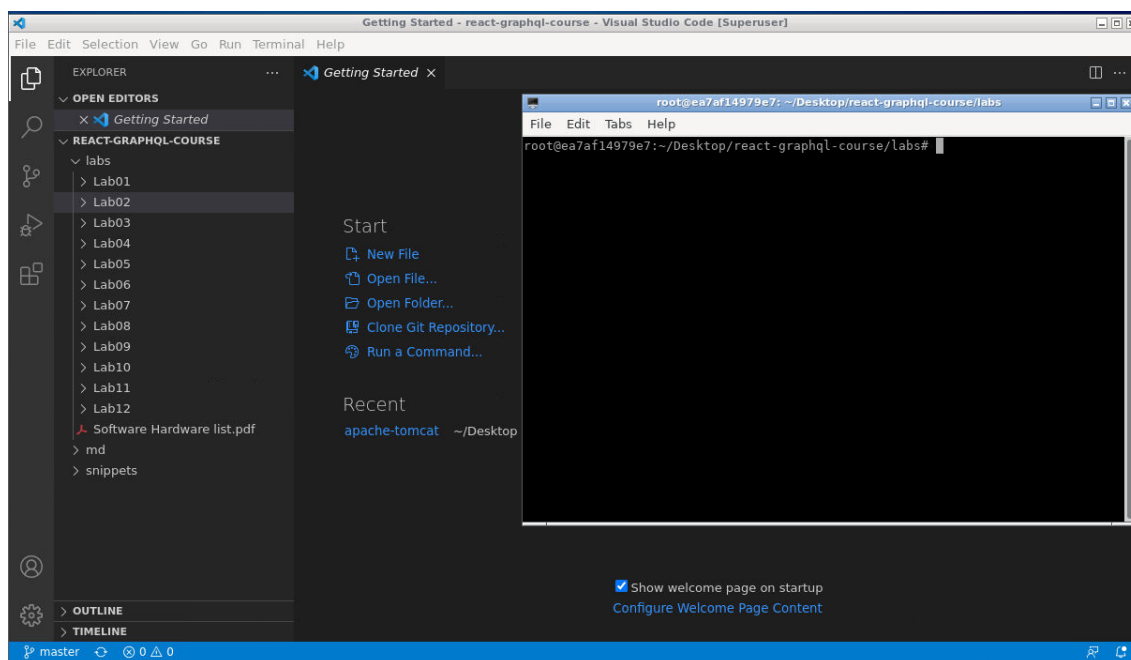 Getting Started - react-graphql-course - Visual Studio Code [Superuser]
File Edit Selection View Go Run Terminal Help
EXPLORER
Getting Started
OPEN EDITORS
Getting Started
REACT-GRAPHQL-COURSE
labs
Lab01
Lab02
Lab03
Lab04
Lab05
Lab06
Lab07
Lab08
Lab09
Lab10
Lab11
Lab12
Software Hardware list.pdf
md
snippets
OUTLINE
TIMELINE
Start
New File
Open File...
Open Folder...
Clone Git Repository...
Run a Command...
Recent
apache-tomcat ~/Desktop
root@ea7af14979e7: ~/Desktop/react-graphql-course/labs
File Edit Tabs Help
root@ea7af14979e7:~/Desktop/react-graphql-course/labs#
Show welcome page on startup
Configure Welcome Page Content
master 0 0